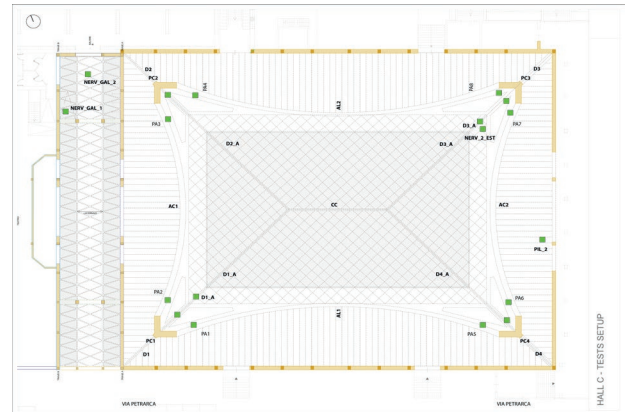 D2
PC2
PA4
D3
PC3
PA8
NERV_GAL_2
NERV_GAL_1
PA3
AL2
PA7
D3_A
NERV_2_EST
D2_A
D3_A
AC1
CC
AC2
PIL_2
D1_A
D4_A
PA2
D1_A
PA6
PA1
AL1
PA5
PC1
PC4
D1
D4
VIA PETRARCA
VIA PETRARCA
HALL C - TESTS SETUP